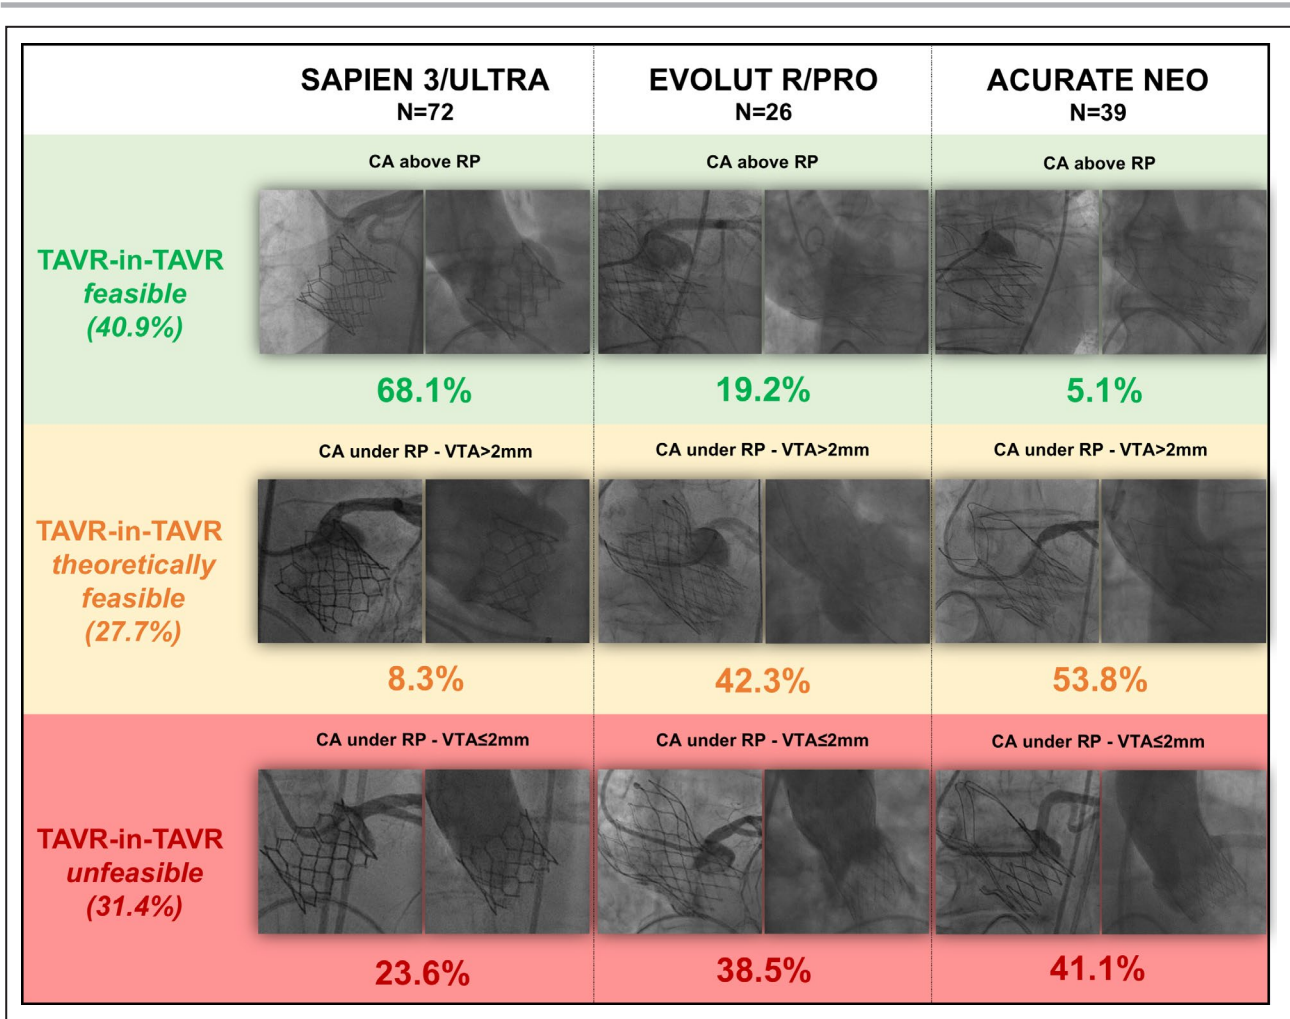 SAPIEN 3/ULTRA
N=72
EVOLUT R/PRO
N=26
ACURATE NEO
N=39
TAVR-in-TAVR
feasible
(40.9%)
CA above RP
68.1%
CA above RP
19.2%
CA above RP
5.1%
TAVR-in-TAVR
theoretically
feasible
(27.7%)
CA under RP - VTA>2mm
8.3%
CA under RP - VTA>2mm
42.3%
CA under RP - VTA>2mm
53.8%
TAVR-in-TAVR
unfeasible
(31.4%)
CA under RP - VTA≤2mm
23.6%
CA under RP - VTA≤2mm
38.5%
CA under RP - VTA≤2mm
41.1%